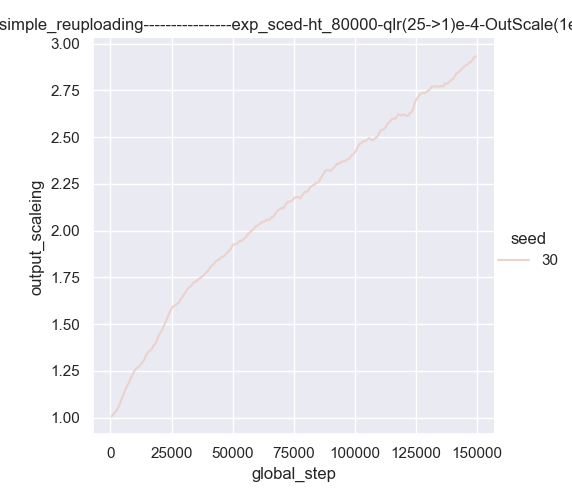 simple_reuploading----------------exp_sced-ht_80000-qlr(25->1)e-4-OutScale(1e
3.00
2.75
2.50
2.25
2.00
1.75
1.50
1.25
1.00
output_scaleing
0 25000 50000 75000 100000 125000 150000
global_step
seed
30